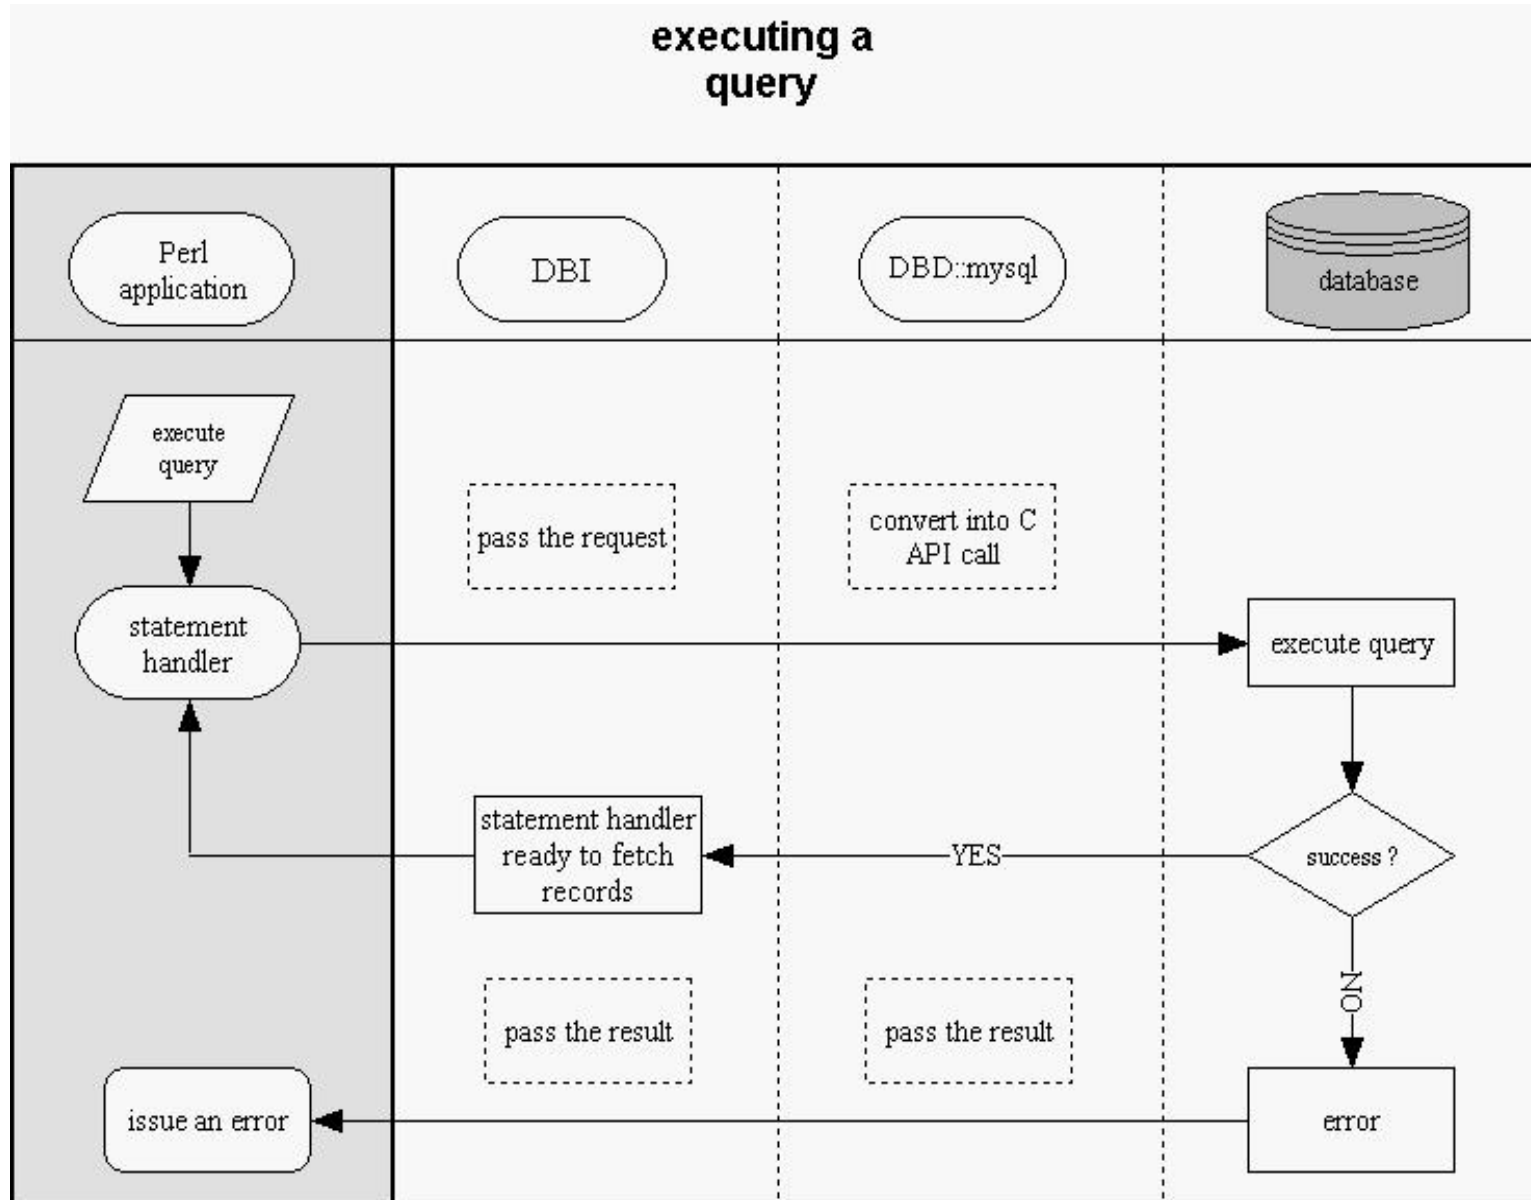 executing a
query
Perl
application
DBI
DBD::mysql
database
execute
query
pass the request
convert into C
API call
statement
handler
execute query
statement handler
ready to fetch
records
YES
success ?
NO
pass the result
pass the result
issue an error
error